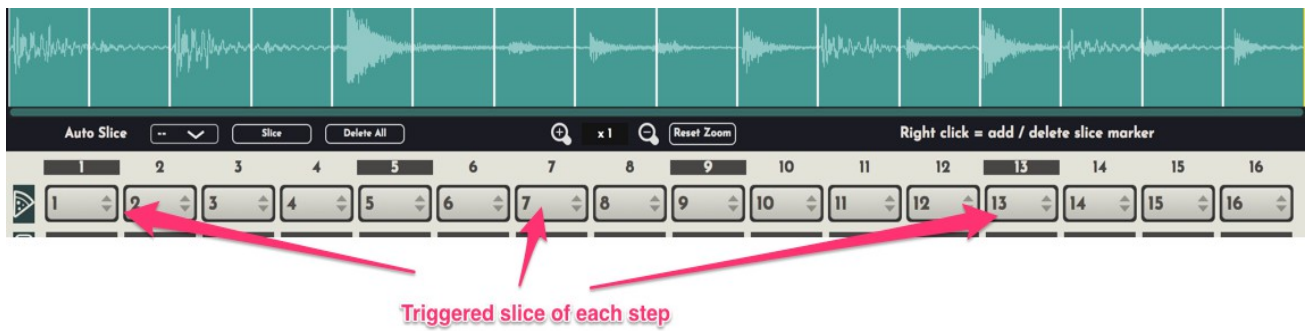 Auto Slice -- Slice Delete All x 1 Reset Zoom Right click = add / delete slice marker
1 2 3 4 5 6 7 8 9 10 11 12 13 14 15 16
1 2 3 4 5 6 7 8 9 10 11 12 13 14 15 16
Triggered slice of each step